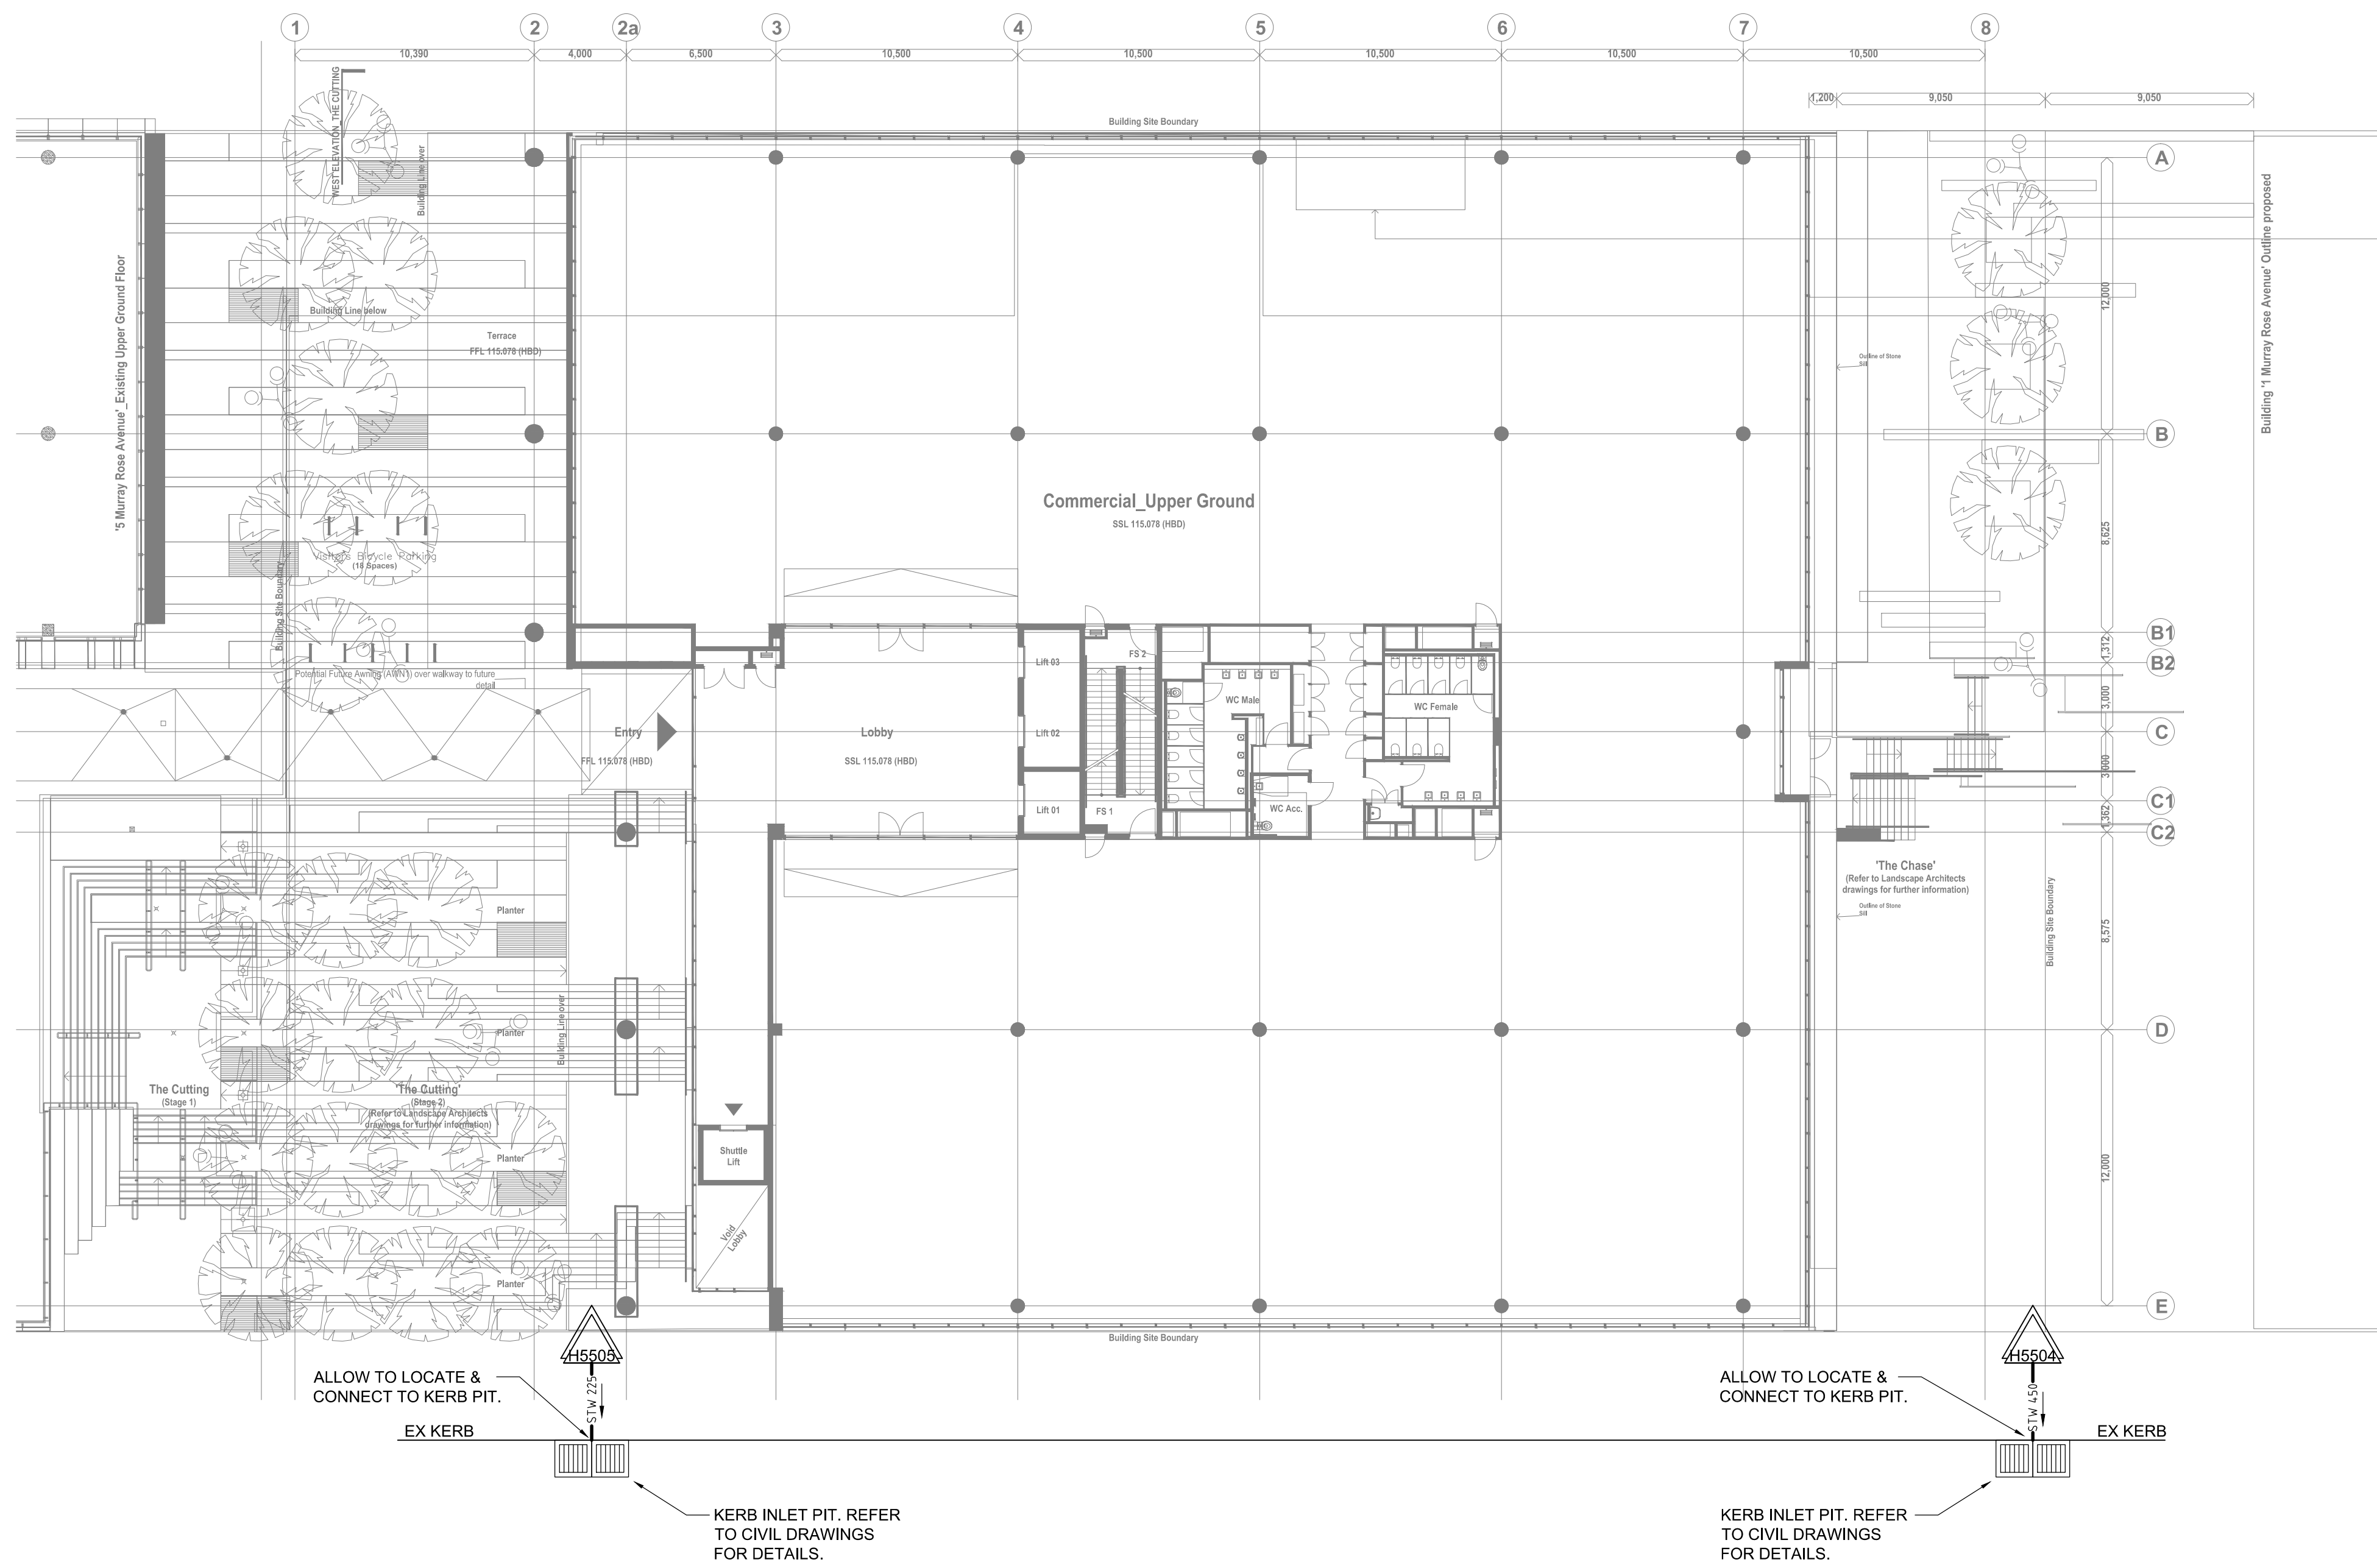 1 2 2a 3 4 5 6 7 8
10,390 4,000 6,500 10,500 10,500 10,500 10,500 10,500
1,200 9,050 9,050
WEST ELEVATION_THE CUTTING
Building Site Boundary
Building Line over
A
'5 Murray Rose Avenue'_Existing Upper Ground Floor
Building '1 Murray Rose Avenue' Outline proposed
12,000
Building Line below
Terrace
FFL 115.078 (HBD)
Outline of Stone
Sill
B
Commercial_Upper Ground
SSL 115.078 (HBD)
8,625
Visitors Bicycle Parking
(18 Spaces)
Building Site Boundary
B1
1,312
B2
Potential Future Awning (AWN1) over walkway to future
detail
Lift 03
FS 2
WC Male
WC Female
3,000
Entry
Lobby
Lift 02
C
FFL 115.078 (HBD)
SSL 115.078 (HBD)
3,000
Lift 01
FS 1
WC Acc.
C1
1,362
C2
'The Chase'
(Refer to Landscape Architects
drawings for further information)
Outline of Stone
Sill
Building Site Boundary
8,575
Planter
Building Line over
Planter
D
The Cutting
(Stage 1)
'The Cutting'
(Stage 2)
(Refer to Landscape Architects
drawings for further information)
Planter
Shuttle
Lift
12,000
Void
Lobby
Planter
E
Building Site Boundary
H5505
H5504
ALLOW TO LOCATE &
CONNECT TO KERB PIT.
STW 225
ALLOW TO LOCATE &
CONNECT TO KERB PIT.
STW 450
EX KERB
EX KERB
KERB INLET PIT. REFER
TO CIVIL DRAWINGS
FOR DETAILS.
KERB INLET PIT. REFER
TO CIVIL DRAWINGS
FOR DETAILS.